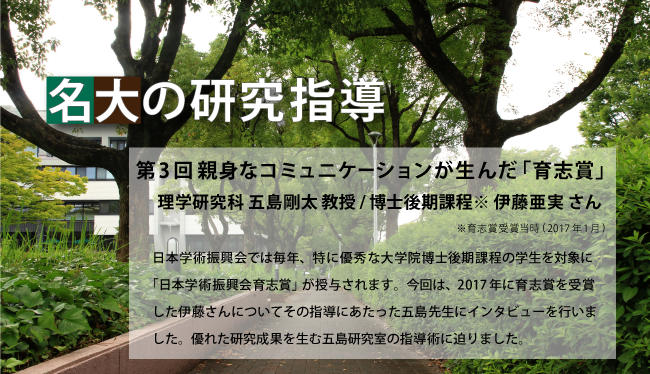 名大の研究指導
第3回 親身なコミュニケーションが生んだ「育志賞」
理学研究科 五島剛太 教授 / 博士後期課程※ 伊藤亜実 さん
※育志賞受賞当時(2017年1月)
日本学術振興会では毎年、特に優秀な大学院博士後期課程の学生を対象に
「日本学術振興会育志賞」が授与されます。今回は、2017年に育志賞を受賞
した伊藤さんについてその指導にあたった五島先生にインタビューを行いま
した。優れた研究成果を生む五島研究室の指導術に迫りました。